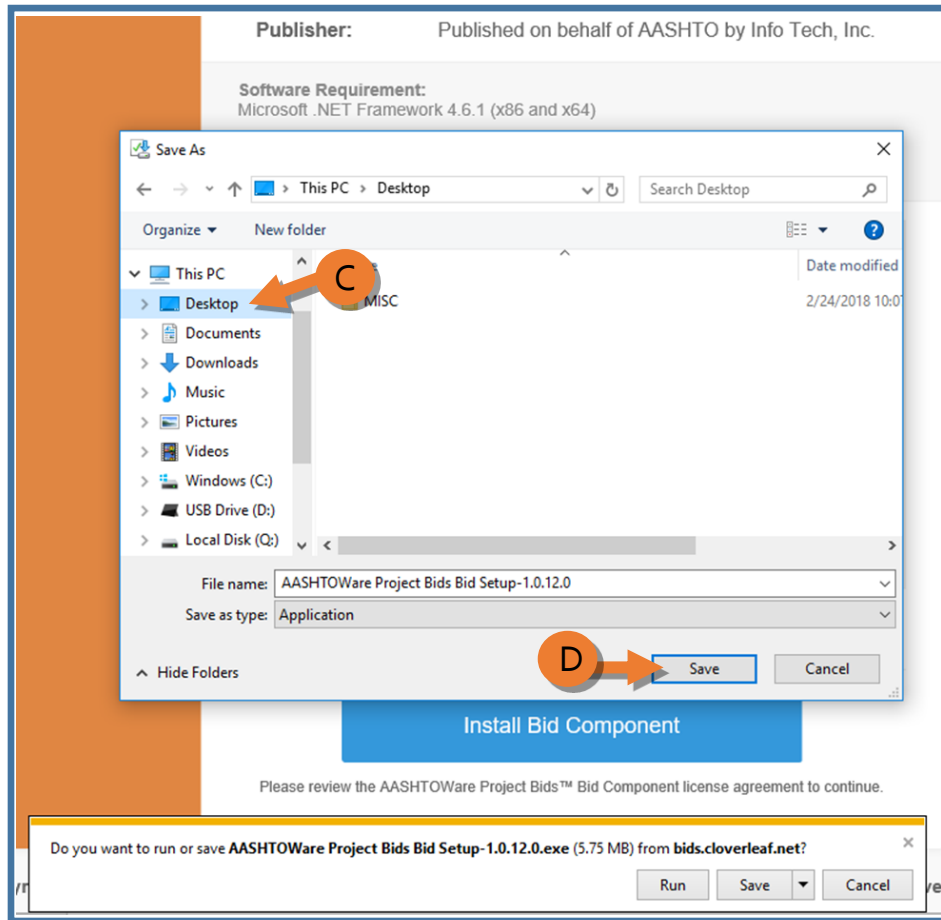 Publisher: Published on behalf of AASHTO by Info Tech, Inc.
Software Requirement:
Microsoft .NET Framework 4.6.1 (x86 and x64)
Save As
This PC > Desktop
Search Desktop
Organize
New folder
Date modified
This PC
C
Desktop
MISC
2/24/2018 10:0
Documents
Downloads
Music
Pictures
Videos
Windows (C:)
USB Drive (D:)
Local Disk (Q:)
File name: AASHTOWare Project Bids Bid Setup-1.0.12.0
Save as type: Application
D
Hide Folders
Save
Cancel
Install Bid Component
Please review the AASHTOWare Project Bids™ Bid Component license agreement to continue.
Do you want to run or save AASHTOWare Project Bids Bid Setup-1.0.12.0.exe (5.75 MB) from bids.cloverleaf.net?
Run
Save
Cancel